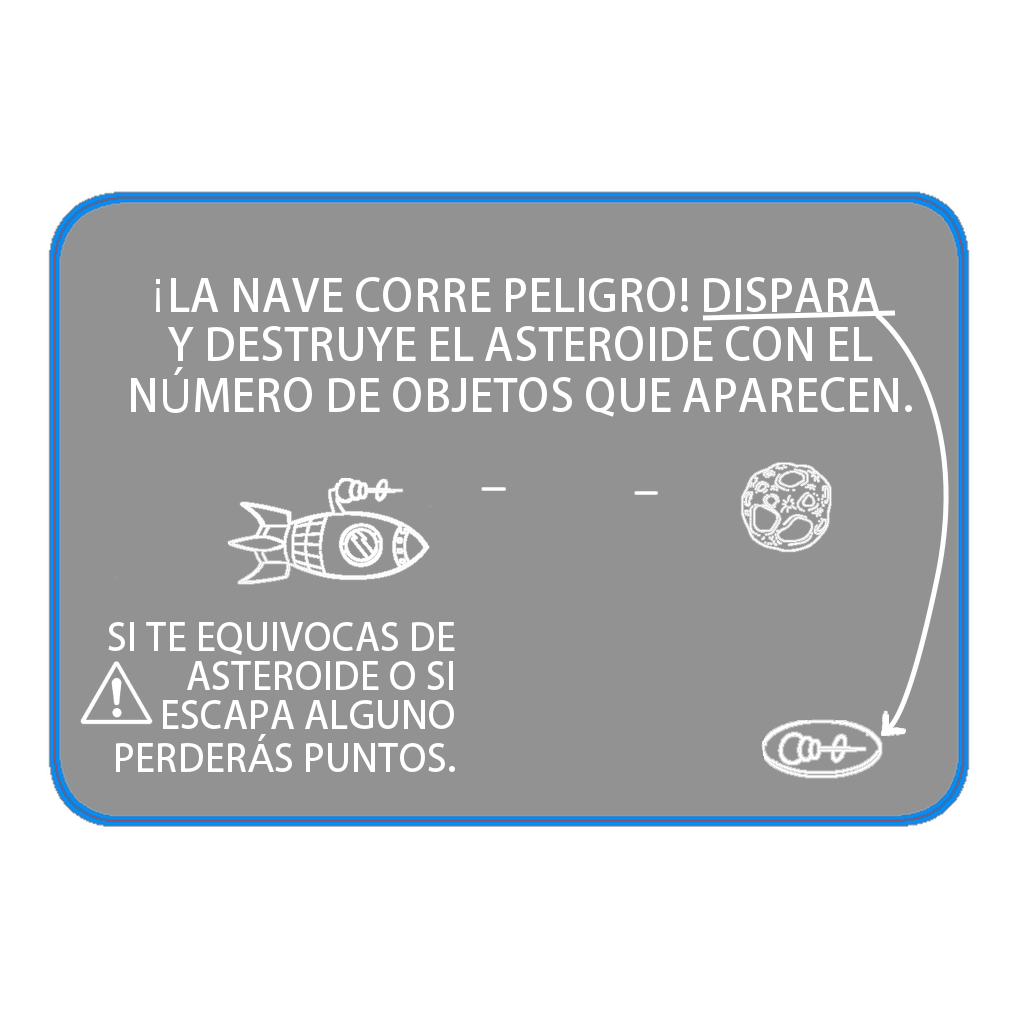 ¡LA NAVE CORRE PELIGRO! DISPARA
Y DESTRUYE EL ASTEROIDE CON EL
NÚMERO DE OBJETOS QUE APARECEN.
SI TE EQUIVOCAS DE
ASTEROIDE O SI
ESCAPA ALGUNO
PERDERÁS PUNTOS.